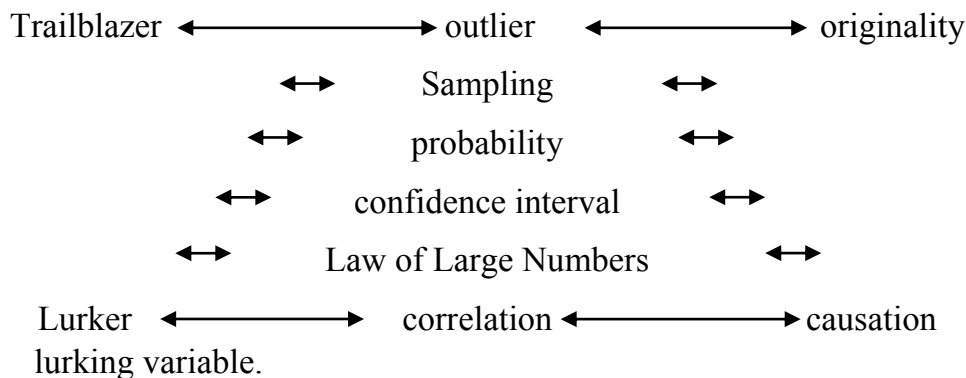 Trailblazer outlier originality
Sampling
probability
confidence interval
Law of Large Numbers
Lurker correlation causation
lurking variable.